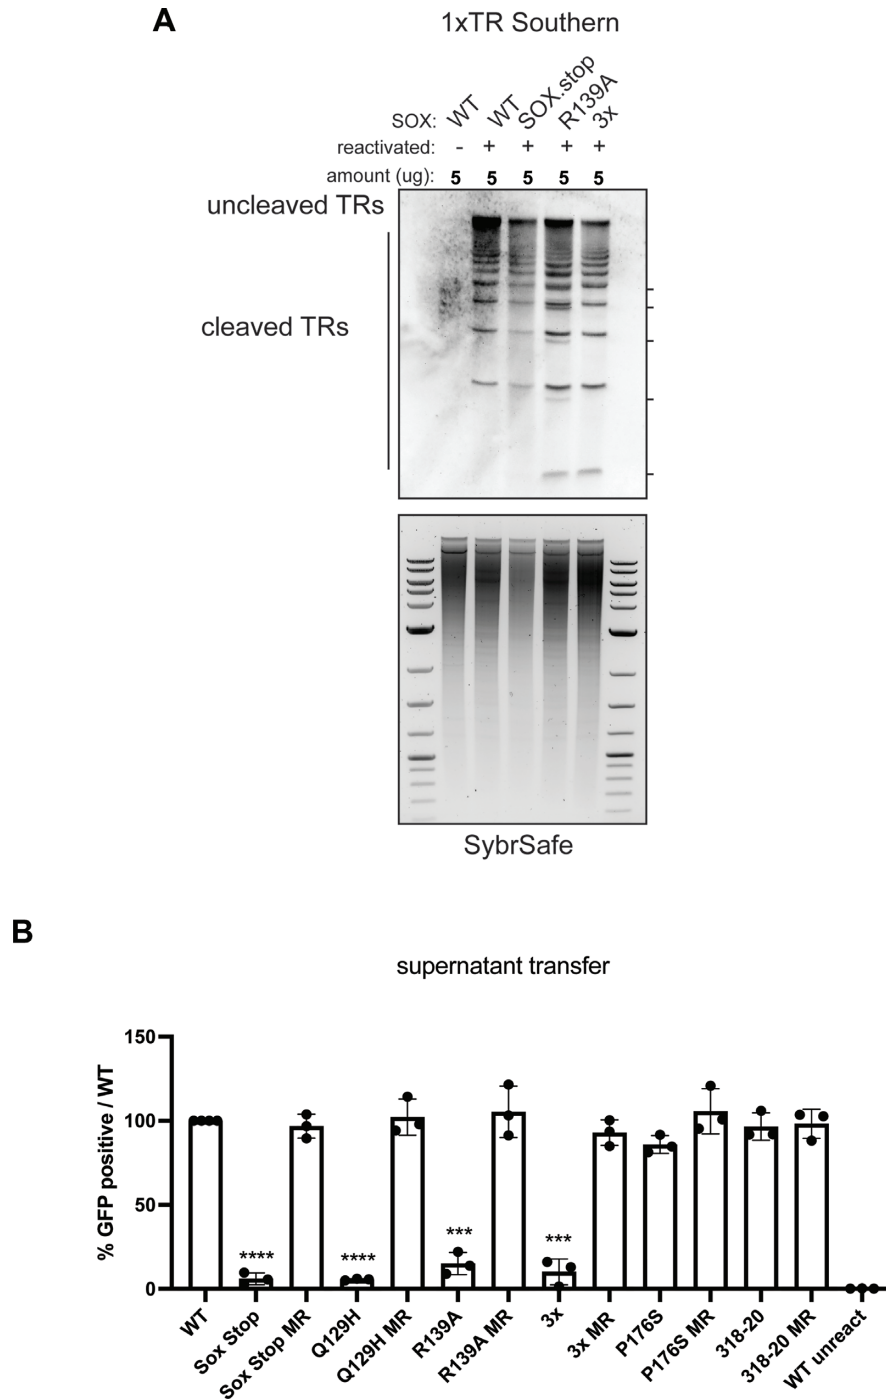 A
1xTR Southern
SOX: WT WT SOX.stop R139A 3x
reactivated: - + + + +
amount (ug): 5 5 5 5 5
uncleaved TRs
cleaved TRs
SybrSafe
B
supernatant transfer
% GFP positive / WT
150
100
50
0
**** **** *** ***
WT Sox Stop Sox Stop MR Q129H Q129H MR R139A R139A MR 3x 3x MR P176S P176S MR 318-20 318-20 MR WT unreact